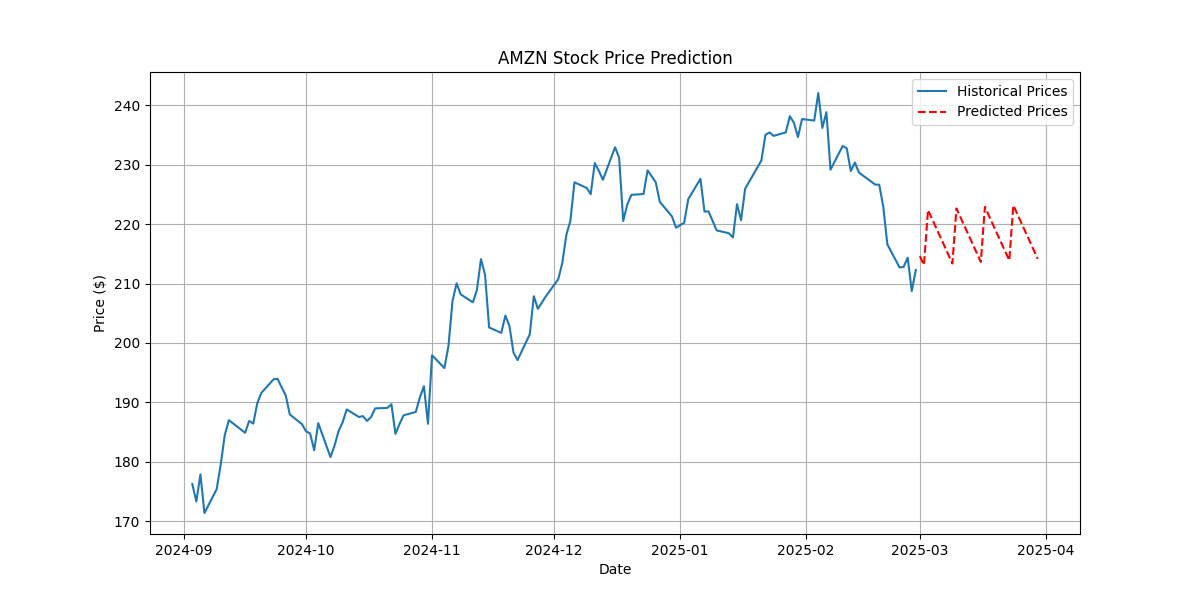 AMZN Stock Price Prediction
Historical Prices
Predicted Prices
Price ($)
240
230
220
210
200
190
180
170
2024-09 2024-10 2024-11 2024-12 2025-01 2025-02 2025-03 2025-04
Date